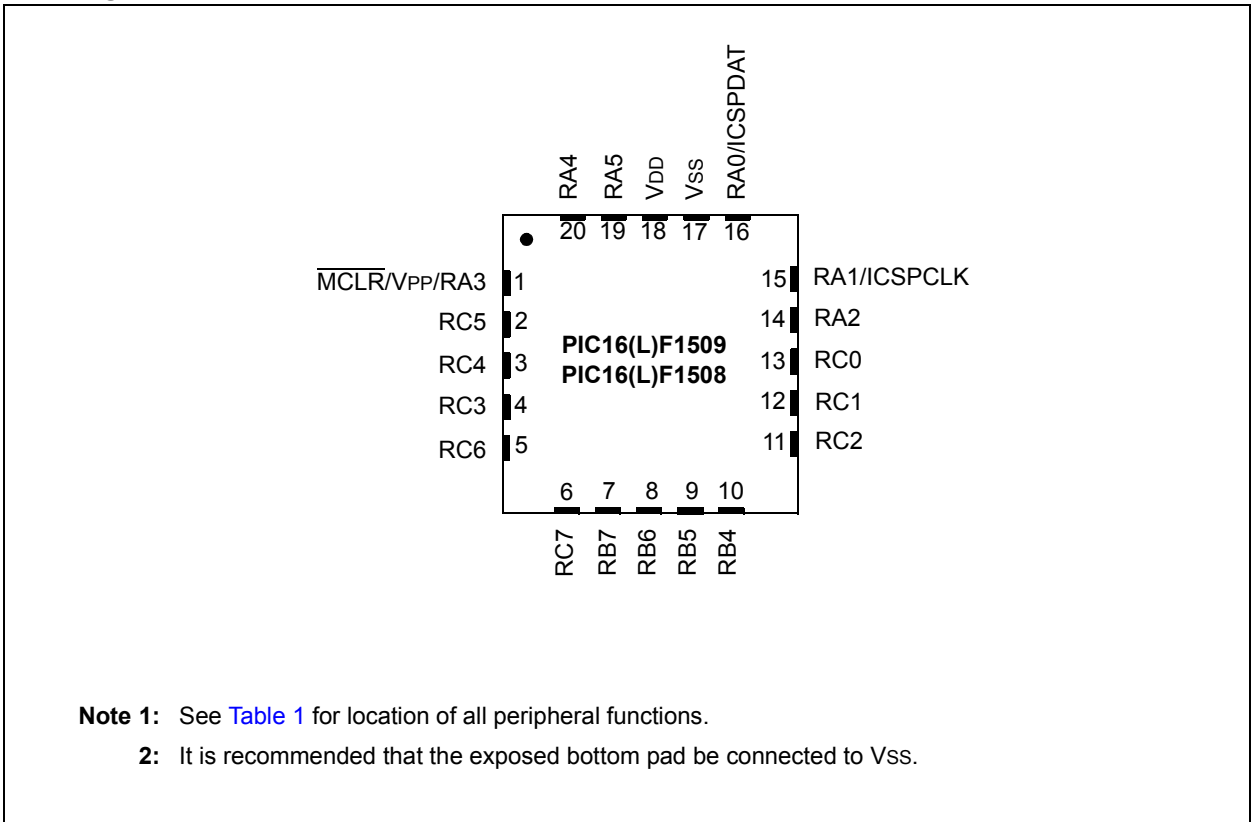 RA4
RA5
VDD
VSS
RA0/ICSPDAT
20 19 18 17 16
MCLR/VPP/RA3 1
RC5 2
RC4 3
RC3 4
RC6 5
PIC16(L)F1509
PIC16(L)F1508
15 RA1/ICSPCLK
14 RA2
13 RC0
12 RC1
11 RC2
6 7 8 9 10
RC7
RB7
RB6
RB5
RB4
Note 1: See Table 1 for location of all peripheral functions.
2: It is recommended that the exposed bottom pad be connected to VSS.